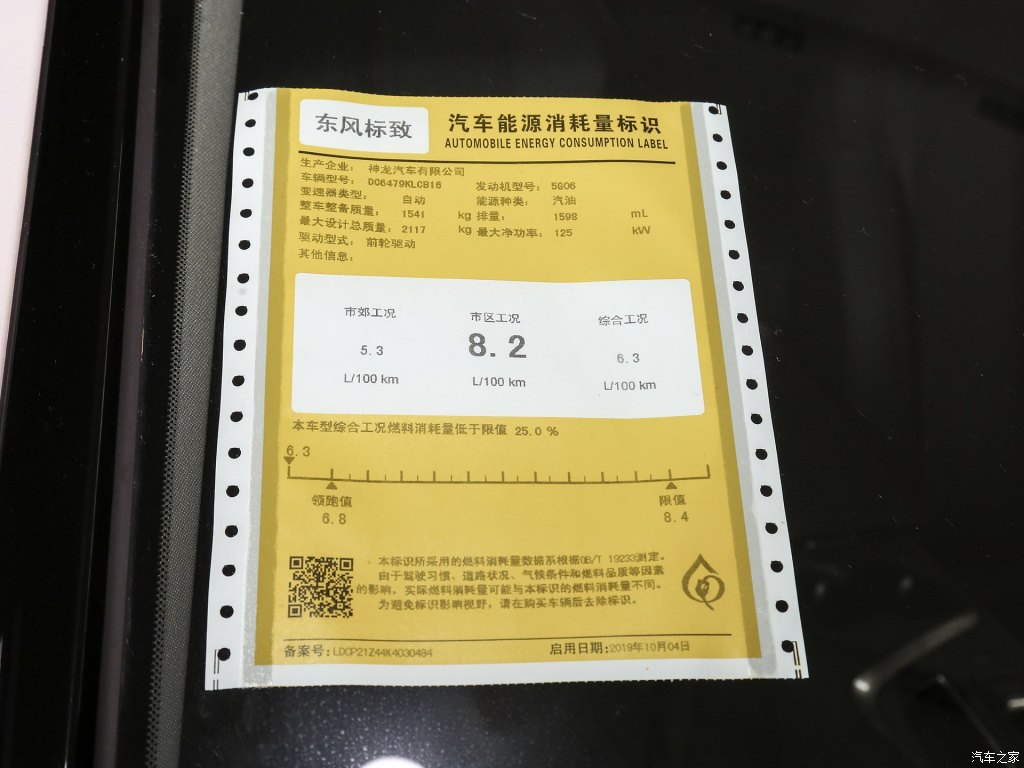 东风标致
汽车能源消耗量标识
AUTOMOBILE ENERGY CONSUMPTION LABEL
生产企业: 神龙汽车有限公司
车辆型号: DC6479KLCB16 发动机型号: 5G06
变速器类型: 自动 能源种类: 汽油
整车整备质量: 1541 kg 排量: 1598 mL
最大设计总质量: 2117 kg 最大净功率: 125 kW
驱动型式: 前轮驱动
其他信息:
市郊工况 市区工况 综合工况
5.3 8.2 6.3
L/100 km L/100 km L/100 km
本车型综合工况燃料消耗量低于限值 25.0 %
6.3
领跑值 限值
6.8 8.4
本标识所采用的燃料消耗量数据系根据GB/T 19233测定。
由于驾驶习惯、道路状况、气候条件和燃料品质等因素
的影响，实际燃料消耗量可能与本标识的燃料消耗量不同。
为避免标识影响视野，请在购买车辆后去除标识。
备案号:LDCP21Z44K4030484 启用日期:2019年10月04日
汽车之家